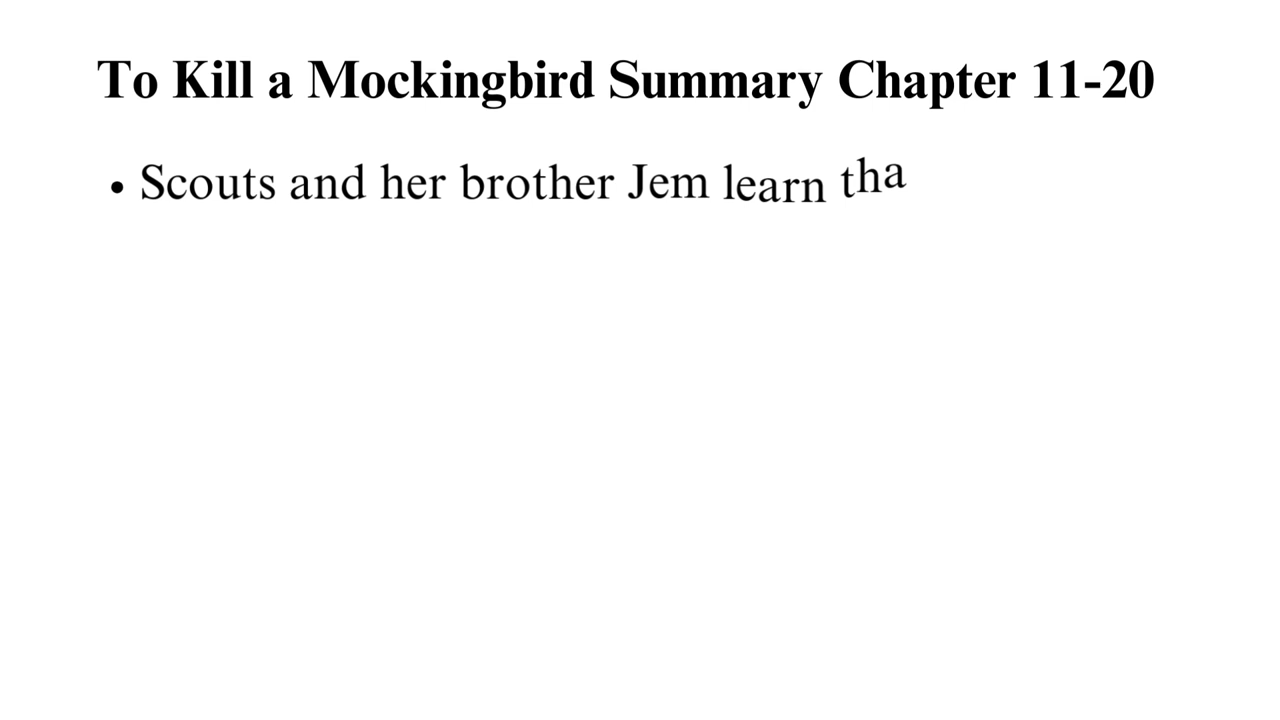 To Kill a Mockingbird Summary Chapter 11-20
• Scouts and her brother Jem learn tha